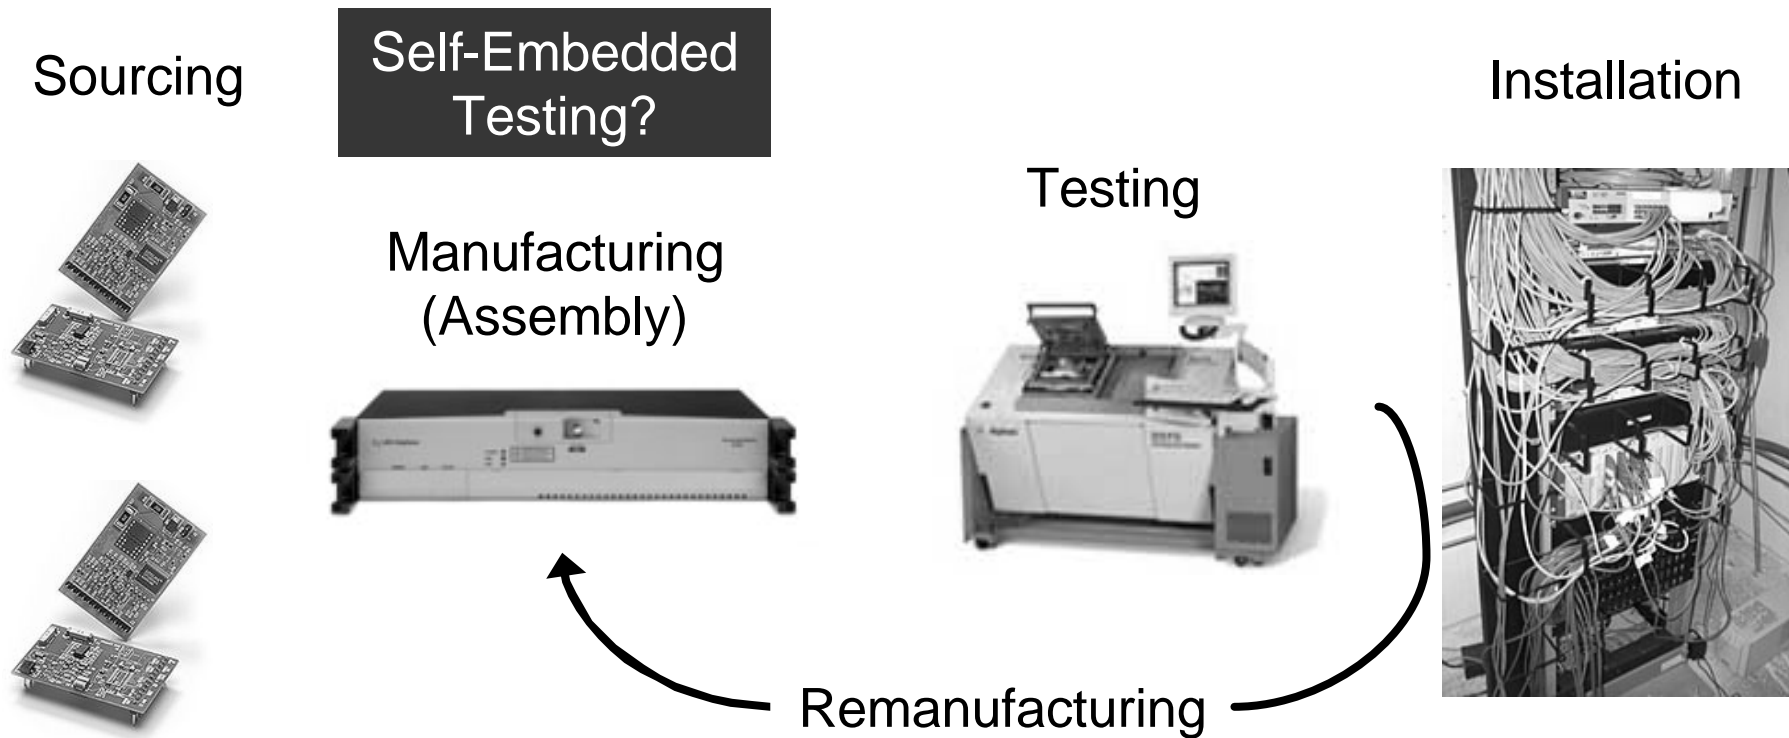 Sourcing
Self-Embedded
Testing?
Manufacturing
(Assembly)
Testing
Installation
Remanufacturing